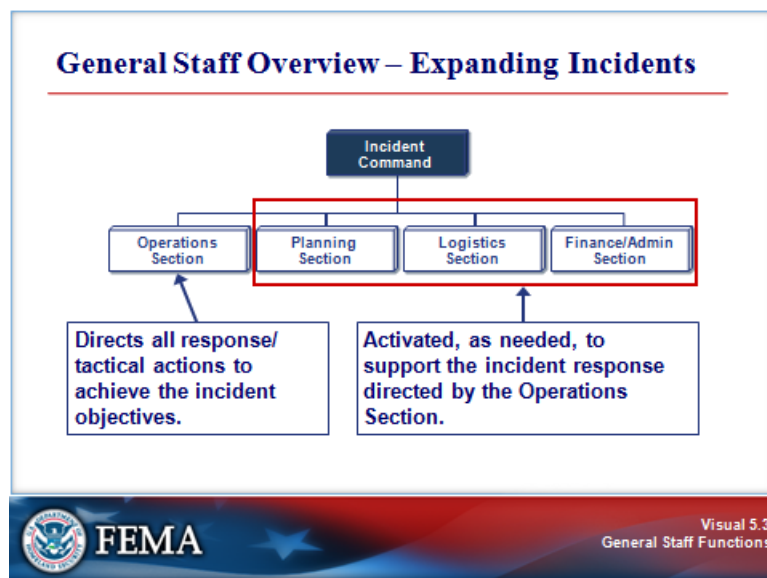 General Staff Overview – Expanding Incidents
Incident
Command
Operations
Section
Planning
Section
Logistics
Section
Finance/Admin
Section
Directs all response/
tactical actions to
achieve the incident
objectives.
Activated, as needed, to
support the incident response
directed by the Operations
Section.
FEMA
Visual 5.3
General Staff Functions